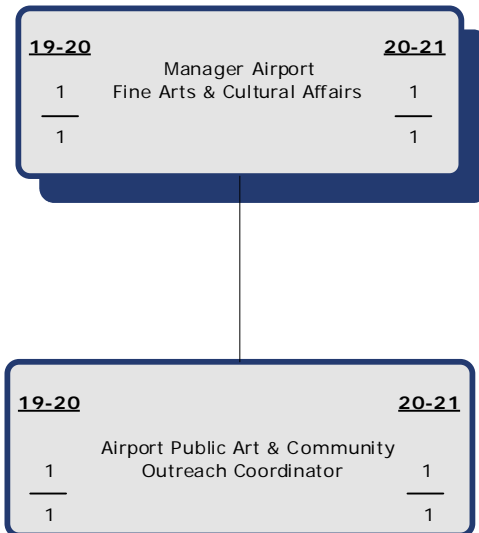 19-20 20-21
Manager Airport
1 Fine Arts & Cultural Affairs 1
1 1
19-20 20-21
Airport Public Art & Community
1 Outreach Coordinator 1
1 1